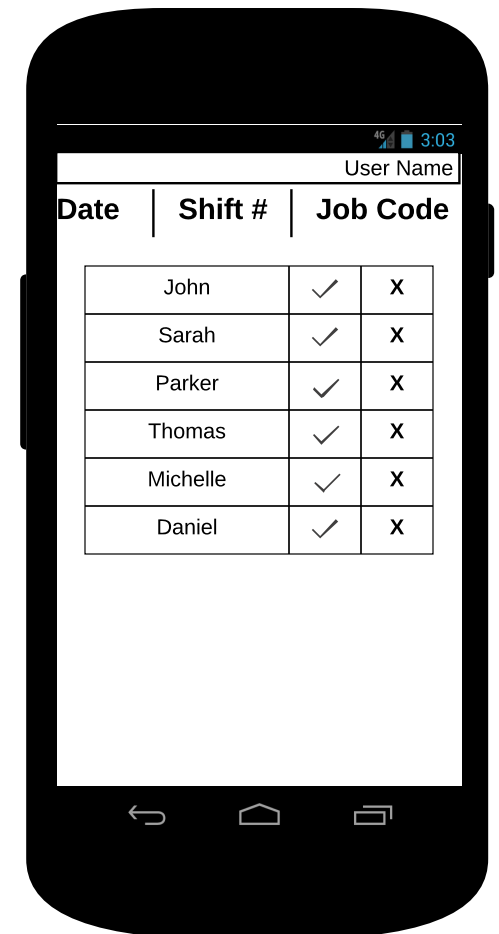 4G 3:03
User Name
Date Shift # Job Code
John X
Sarah X
Parker X
Thomas X
Michelle X
Daniel X